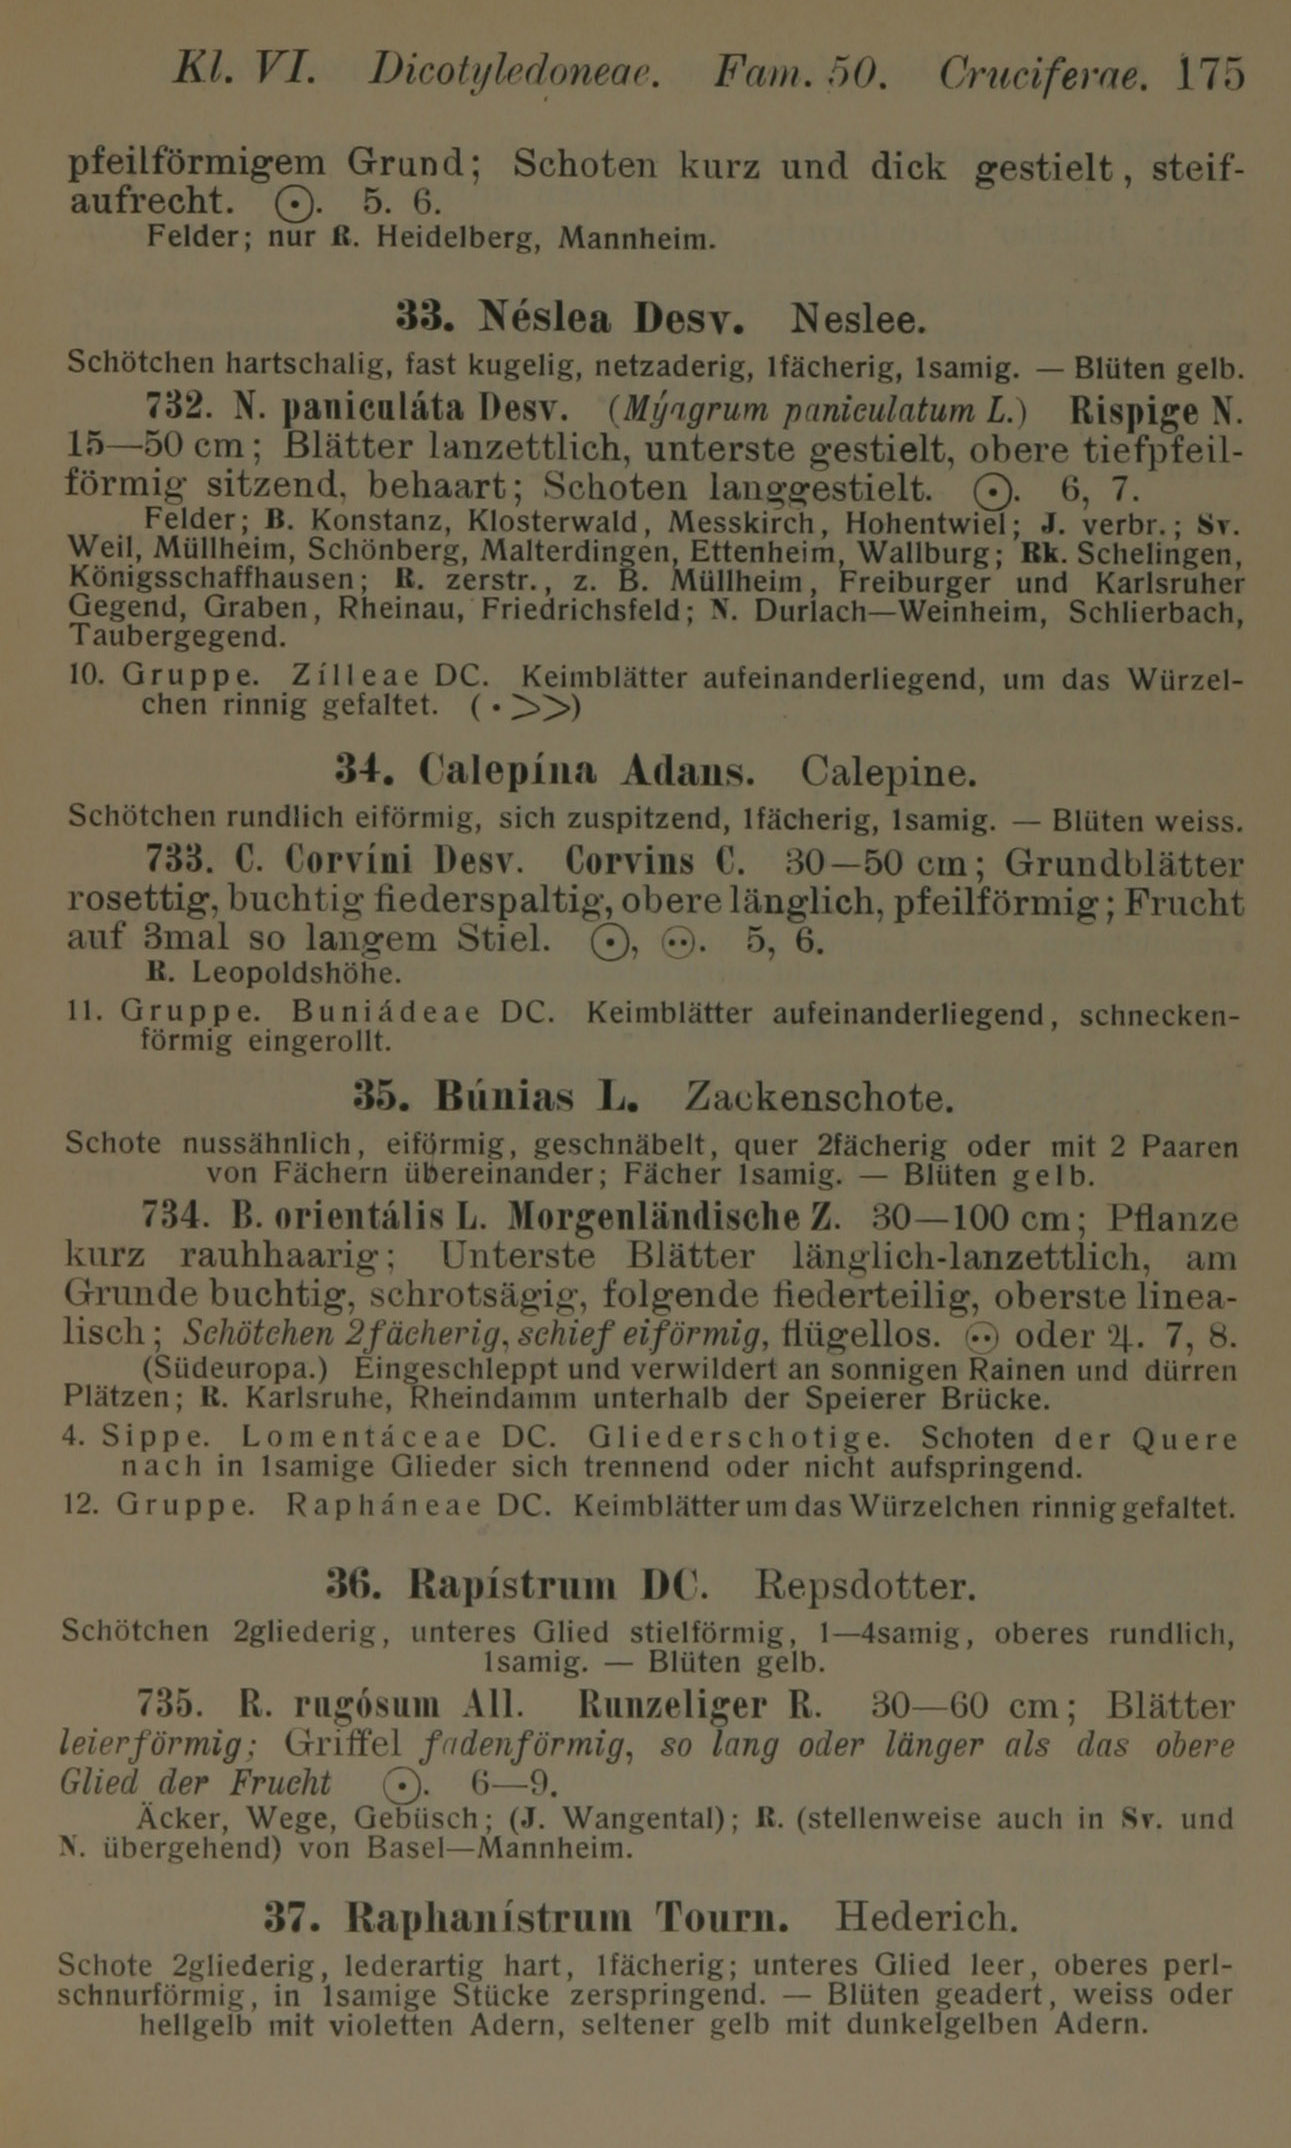 Kl. VI. Dicotyledoneae. Fam. 50. Cruciferae. 175
pfeilförmigem Grund; Schoten kurz und dick gestielt, steif-
aufrecht. ⊙. 5. 6.
Felder; nur R. Heidelberg, Mannheim.
33. Néslea Desv. Neslee.
Schötchen hartschalig, fast kugelig, netzaderig, 1fächerig, 1samig. — Blüten gelb.
732. N. paniculáta Desv. (Mýagrum paniculatum L.) Rispige N.
15—50 cm; Blätter lanzettlich, unterste gestielt, obere tiefpfeil-
förmig sitzend, behaart; Schoten langgestielt. ⊙. 6, 7.
Felder; B. Konstanz, Klosterwald, Messkirch, Hohentwiel; J. verbr.; Sv.
Weil, Müllheim, Schönberg, Malterdingen, Ettenheim, Wallburg; Rk. Schelingen,
Königsschaffhausen; R. zerstr., z. B. Müllheim, Freiburger und Karlsruher
Gegend, Graben, Rheinau, Friedrichsfeld; N. Durlach—Weinheim, Schlierbach,
Taubergegend.
10. Gruppe. Zílleae DC. Keimblätter aufeinanderliegend, um das Würzel-
chen rinnig gefaltet. ( • >>)
34. Calepína Adans. Calepine.
Schötchen rundlich eiförmig, sich zuspitzend, 1fächerig, 1samig. — Blüten weiss.
733. C. Corvíni Desv. Corvins C. 30—50 cm; Grundblätter
rosettig, buchtig fiederspaltig, obere länglich, pfeilförmig; Frucht
auf 3mal so langem Stiel. ⊙, ⚇. 5, 6.
R. Leopoldshöhe.
11. Gruppe. Buniádeae DC. Keimblätter aufeinanderliegend, schnecken-
förmig eingerollt.
35. Búnias L. Zackenschote.
Schote nussähnlich, eiförmig, geschnäbelt, quer 2fächerig oder mit 2 Paaren
von Fächern übereinander; Fächer 1samig. — Blüten gelb.
734. B. orientális L. Morgenländische Z. 30—100 cm; Pflanze
kurz rauhhaarig; Unterste Blätter länglich-lanzettlich, am
Grunde buchtig, schrotsägig, folgende fiederteilig, oberste linea-
lisch; Schötchen 2fächerig, schief eiförmig, flügellos. ⚇ oder ♃. 7, 8.
(Südeuropa.) Eingeschleppt und verwildert an sonnigen Rainen und dürren
Plätzen; R. Karlsruhe, Rheindamm unterhalb der Speierer Brücke.
4. Sippe. Lomentáceae DC. Gliederschotige. Schoten der Quere
nach in 1samige Glieder sich trennend oder nicht aufspringend.
12. Gruppe. Rapháneae DC. Keimblätter um das Würzelchen rinnig gefaltet.
36. Rapístrum DC. Repsdotter.
Schötchen 2gliederig, unteres Glied stielförmig, 1—4samig, oberes rundlich,
1samig. — Blüten gelb.
735. R. rugósum All. Runzeliger R. 30—60 cm; Blätter
leierförmig; Griffel fadenförmig, so lang oder länger als das obere
Glied der Frucht ⊙. 6—9.
Äcker, Wege, Gebüsch; (J. Wangental); R. (stellenweise auch in Sv. und
N. übergehend) von Basel—Mannheim.
37. Raphanístrum Tourn. Hederich.
Schote 2gliederig, lederartig hart, 1fächerig; unteres Glied leer, oberes perl-
schnurförmig, in 1samige Stücke zerspringend. — Blüten geadert, weiss oder
hellgelb mit violetten Adern, seltener gelb mit dunkelgelben Adern.